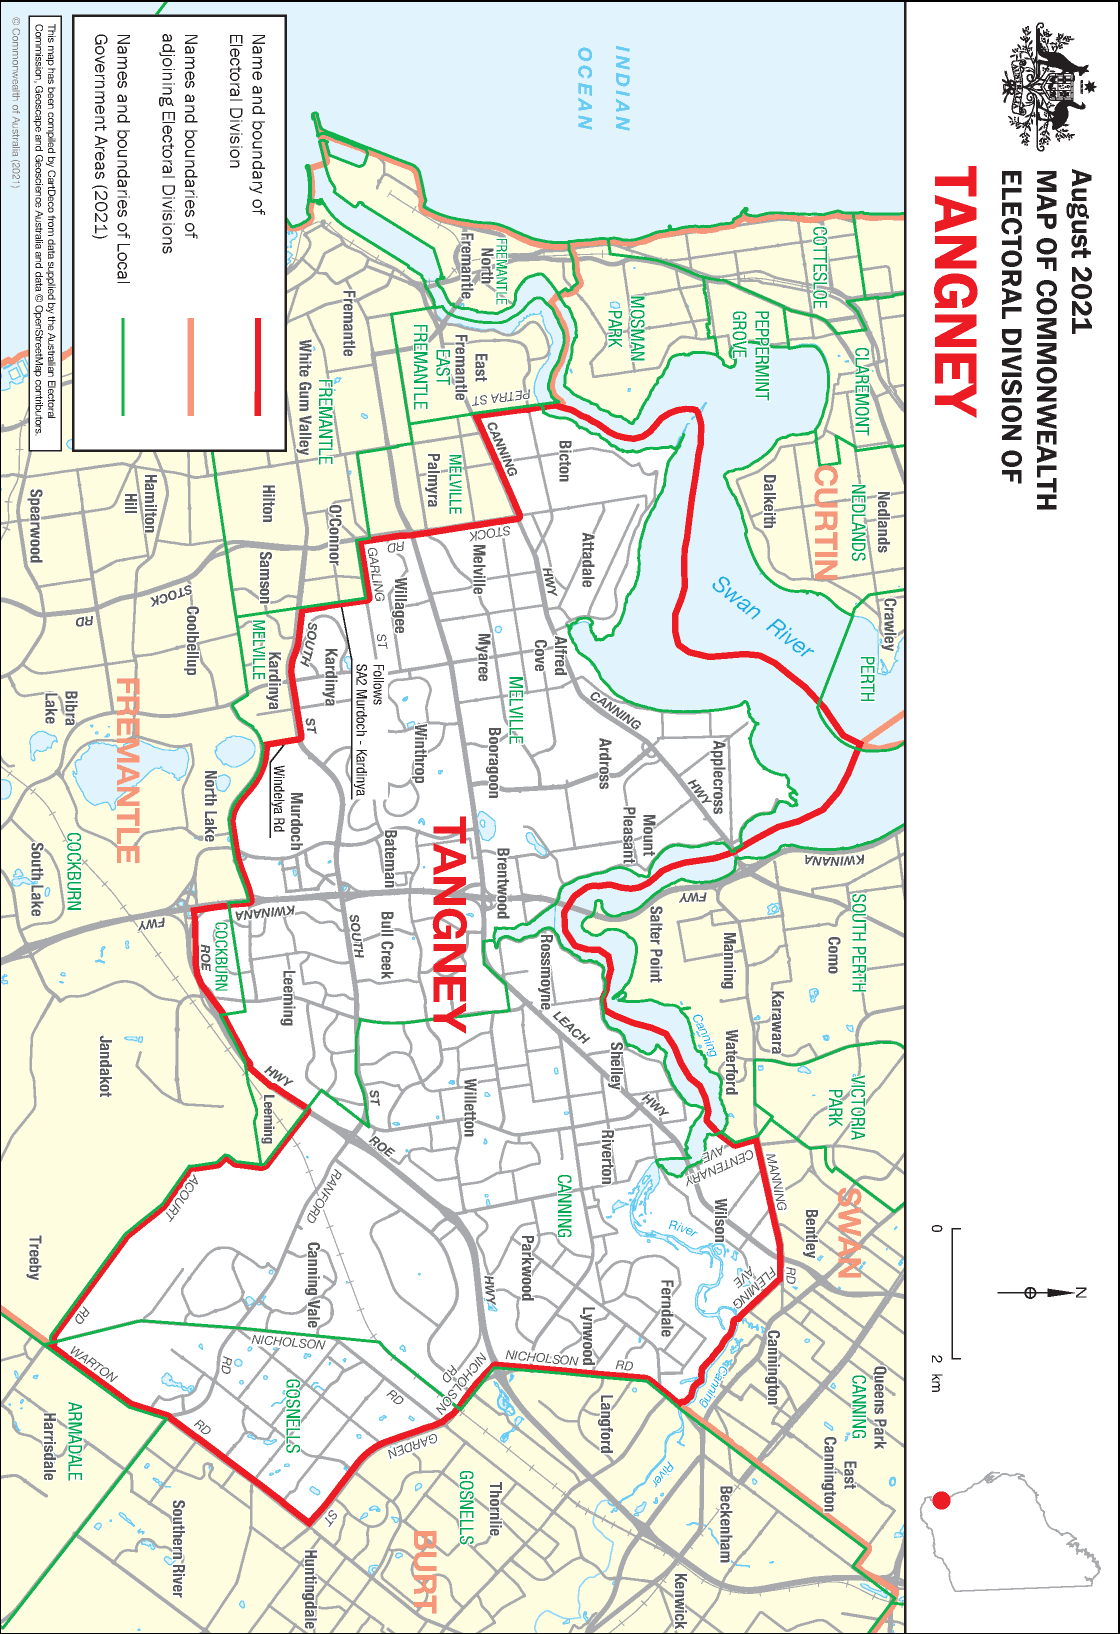 August 2021
MAP OF COMMONWEALTH
ELECTORAL DIVISION OF
TANGNEY
N
0 2 km
INDIAN
OCEAN
COTTESLOE
CLAREMONT
PEPPERMINT
GROVE
MOSMAN
PARK
NEDLANDS
Nedlands
CURTIN
Dalkeith
Crawley
PERTH
Swan River
FREMANTLE
North
Fremantle
Fremantle
EAST
FREMANTLE
East
Fremantle
PETRA ST
White Gum Valley
FREMANTLE
CANNING
Bicton
MELVILLE
Palmyra
STOCK
RD
Attadale
HWY
Melville
Alfred
Cove
Myaree
MELVILLE
Booragoon
CANNING
HWY
Ardross
Applecross
Mount
Pleasant
Brentwood
O'Connor
GARLING
ST
Willagee
Follows
SA2 Murdoch - Kardinya
Kardinya
SOUTH
ST
Winthrop
Bateman
Murdoch
Windelya Rd
Hilton
Samson
MELVILLE
Kardinya
Hamilton
Hill
Spearwood
Coolbellup
STOCK
RD
FREMANTLE
Bibra
Lake
North Lake
COCKBURN
South Lake
KWINANA
FWY
SOUTH PERTH
Como
Manning
Salter Point
Karawara
Waterford
Canning
VICTORIA
PARK
TANGNEY
Bull Creek
SOUTH
ST
Rossmoyne
LEACH
HWY
Shelley
Willetton
Riverton
KWINANA
FWY
COCKBURN
ROE
HWY
Leeming
Leeming
Jandakot
ROE
HWY
RANFORD
RD
CENTENARY
AVE
MANNING
RD
Wilson
Bentley
SWAN
FLEMING
AVE
River
CANNING
Parkwood
Ferndale
Lynwood
Cannington
Canning
NICHOLSON
RD
Canning Vale
ACOURT
RD
Treeby
NICHOLSON
RD
NICHOLSON
RD
WARTON
RD
GOSNELLS
GARDEN
ST
Langford
River
Queens Park
CANNING
East
Cannington
Beckenham
Kenwick
Thornlie
GOSNELLS
BURT
Huntingdale
Southern River
ARMADALE
Harrisdale
Name and boundary of
Electoral Division
Names and boundaries of
adjoining Electoral Divisions
Names and boundaries of Local
Government Areas (2021)
This map has been compiled by CartDeco from data supplied by the Australian Electoral
Commission, Geoscape and Geoscience Australia and data © OpenStreetMap contributors.
© Commonwealth of Australia (2021)